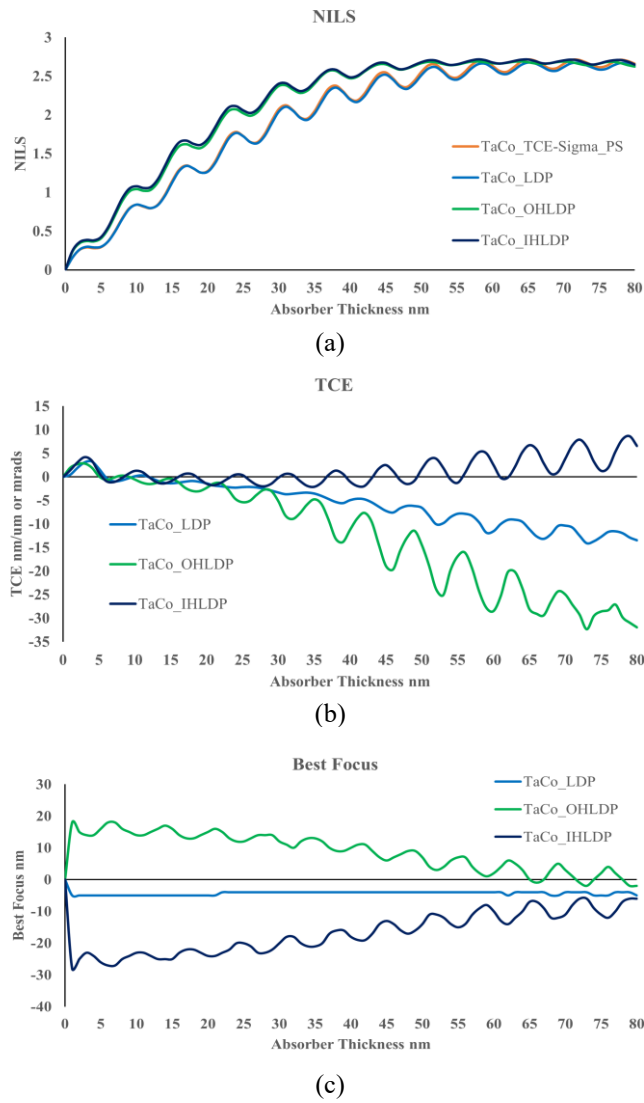 NILS
3
2.5
2
1.5
1
0.5
0
NILS
TaCo_TCE-Sigma_PS
TaCo_LDP
TaCo_OHLDP
TaCo_IHLDP
0 5 10 15 20 25 30 35 40 45 50 55 60 65 70 75 80
Absorber Thickness nm
(a)
TCE
15
10
5
0
-5
-10
-15
-20
-25
-30
-35
TCE nm/um or mrads
0 5 10 15 20 25 30 35 40 45 50 55 60 65 70 75 80
TaCo_LDP
TaCo_OHLDP
TaCo_IHLDP
Absorber Thickness nm
(b)
Best Focus
30
20
10
0
-10
-20
-30
-40
Best Focus nm
TaCo_LDP
TaCo_OHLDP
TaCo_IHLDP
0 5 10 15 20 25 30 35 40 45 50 55 60 65 70 75 80
Absorber Thickness nm
(c)